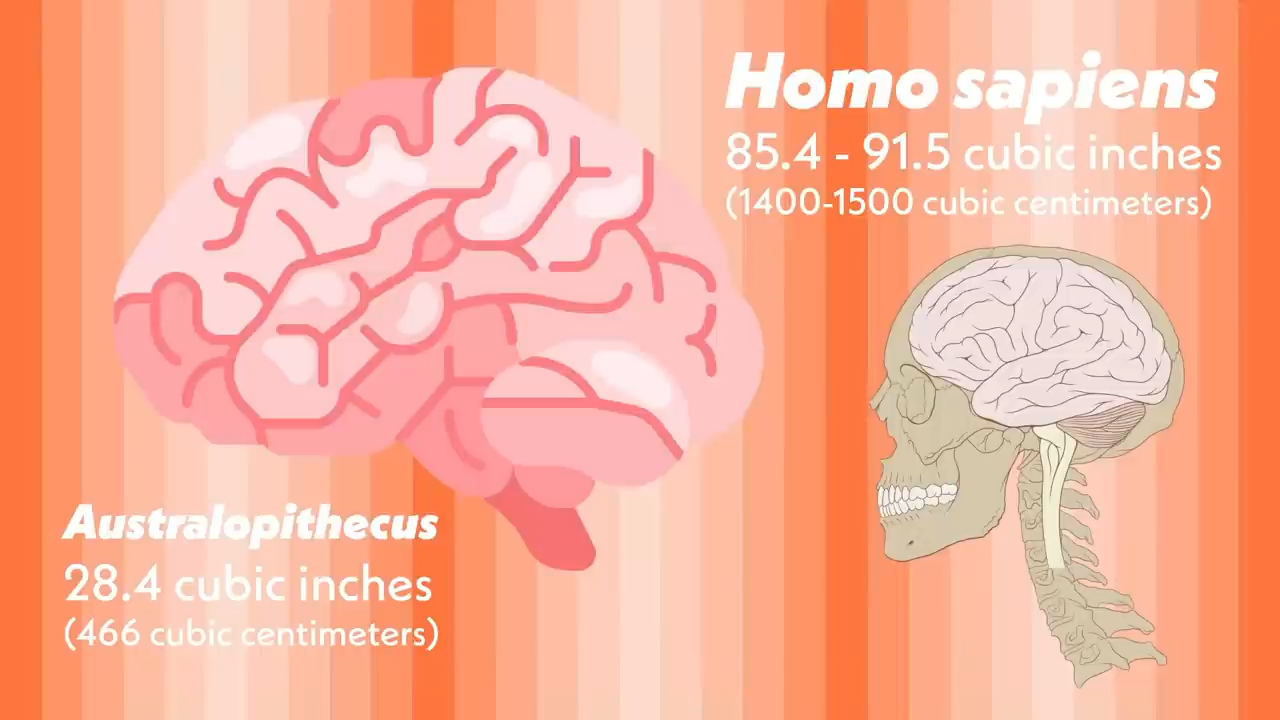 Homo sapiens
85.4 - 91.5 cubic inches
(1400-1500 cubic centimeters)
Australopithecus
28.4 cubic inches
(466 cubic centimeters)